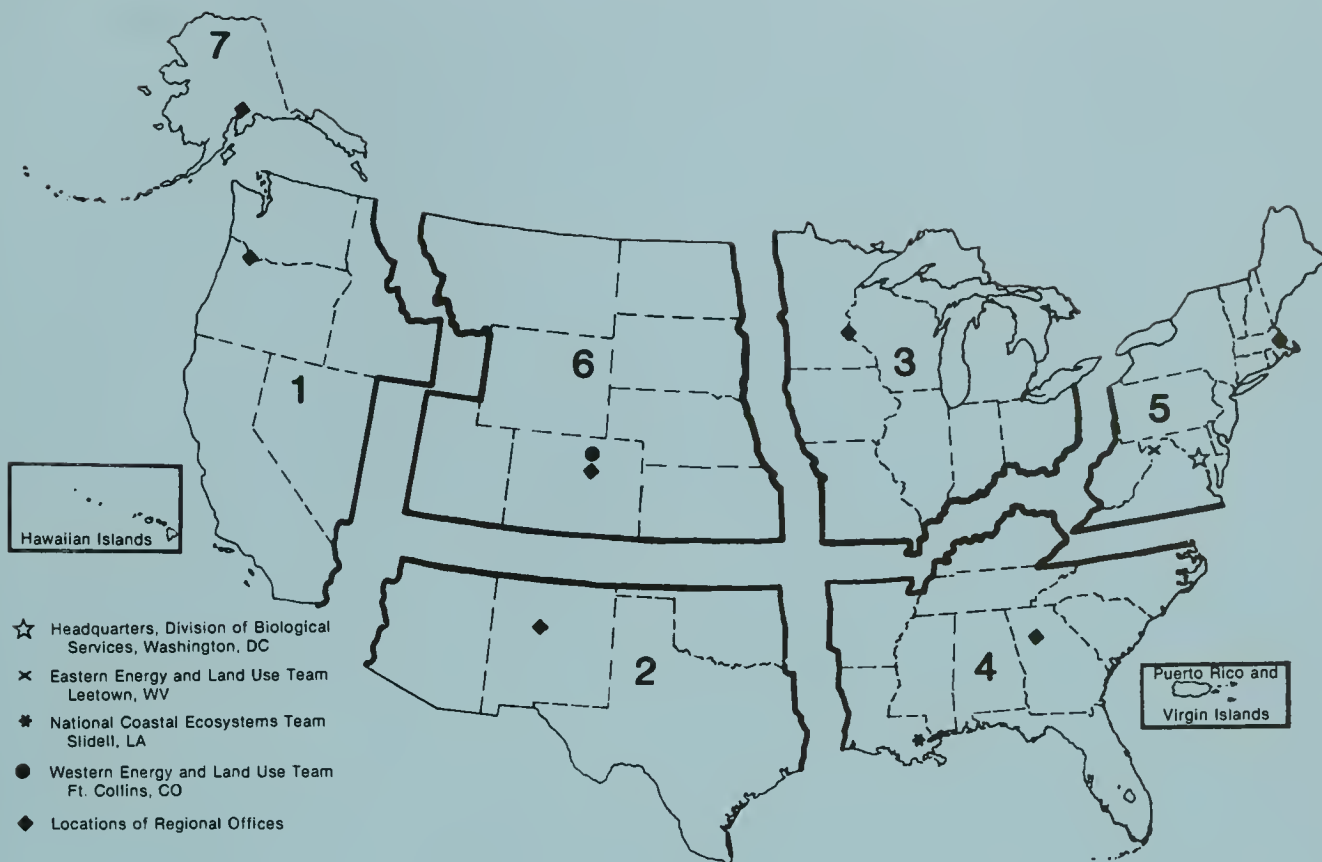 7
1
6
3
5
2
4
Hawaiian Islands
Puerto Rico and
Virgin Islands
Headquarters, Division of Biological
Services, Washington, DC
Eastern Energy and Land Use Team
Leetown, WV
National Coastal Ecosystems Team
Slidell, LA
Western Energy and Land Use Team
Ft. Collins, CO
Locations of Regional Offices